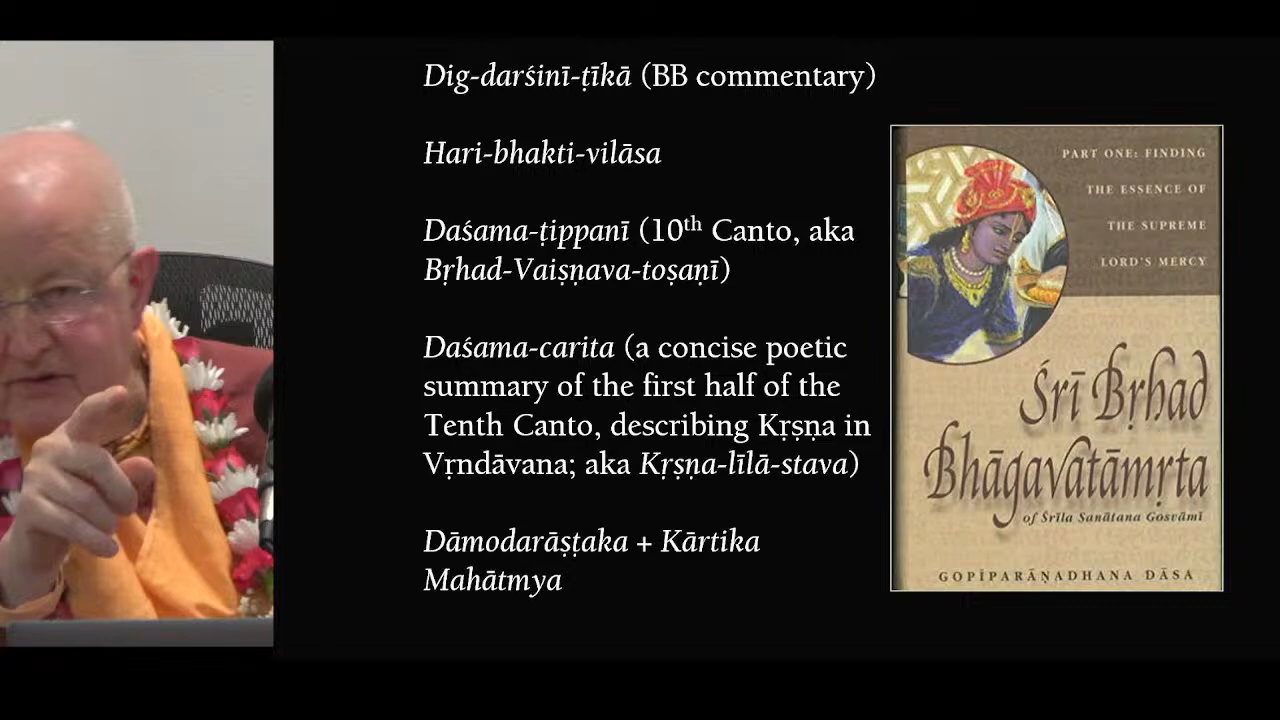 Dig-darśinī-ṭīkā (BB commentary)
Hari-bhakti-vilāsa
Daśama-ṭippanī (10th Canto, aka
Bṛhad-Vaiṣṇava-toṣaṇī)
Daśama-carita (a concise poetic
summary of the first half of the
Tenth Canto, describing Kṛṣṇa in
Vṛndāvana; aka Kṛṣṇa-līlā-stava)
Dāmodarāṣṭaka + Kārtika
Mahātmya
PART ONE: FINDING
THE ESSENCE OF
THE SUPREME
LORD'S MERCY
Śrī Bṛhad
Bhāgavatāmṛta
of Śrīla Sanātana Gosvāmī
GOPĪPARĀṆADHANA DĀSA